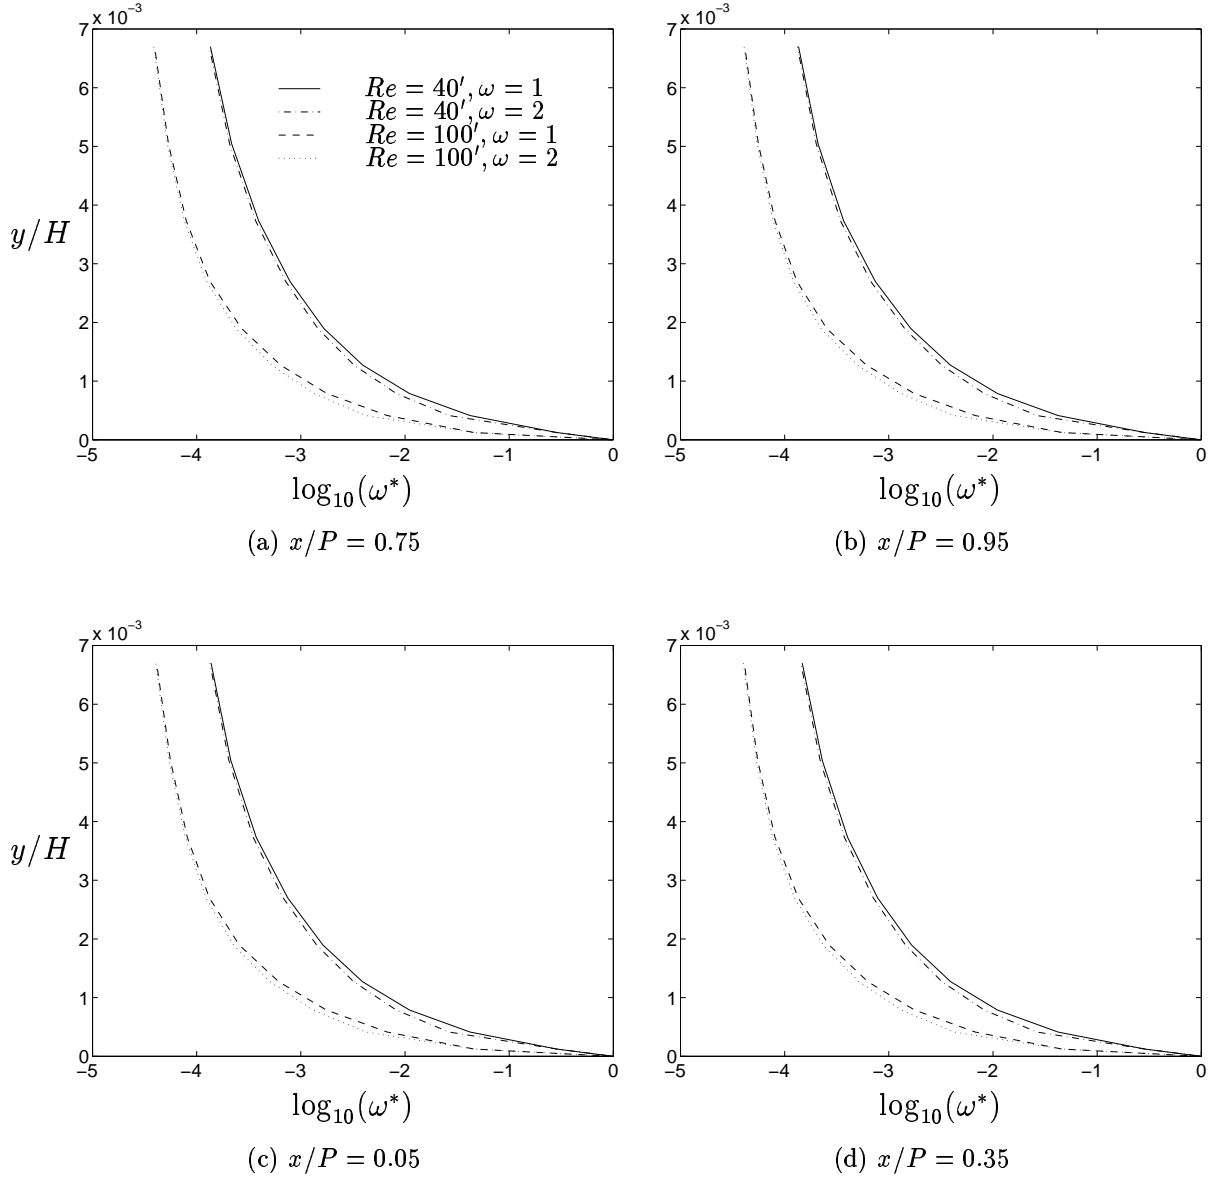 7 x 10⁻³
6
5
4
3
2
1
0
y/H
−5 −4 −3 −2 −1 0
Re = 40′, ω = 1
Re = 40′, ω = 2
Re = 100′, ω = 1
Re = 100′, ω = 2
log₁₀(ω*)
(a) x/P = 0.75
7 x 10⁻³
6
5
4
3
2
1
0
−5 −4 −3 −2 −1 0
log₁₀(ω*)
(b) x/P = 0.95
7 x 10⁻³
6
5
4
3
2
1
0
y/H
−5 −4 −3 −2 −1 0
log₁₀(ω*)
(c) x/P = 0.05
7 x 10⁻³
6
5
4
3
2
1
0
−5 −4 −3 −2 −1 0
log₁₀(ω*)
(d) x/P = 0.35